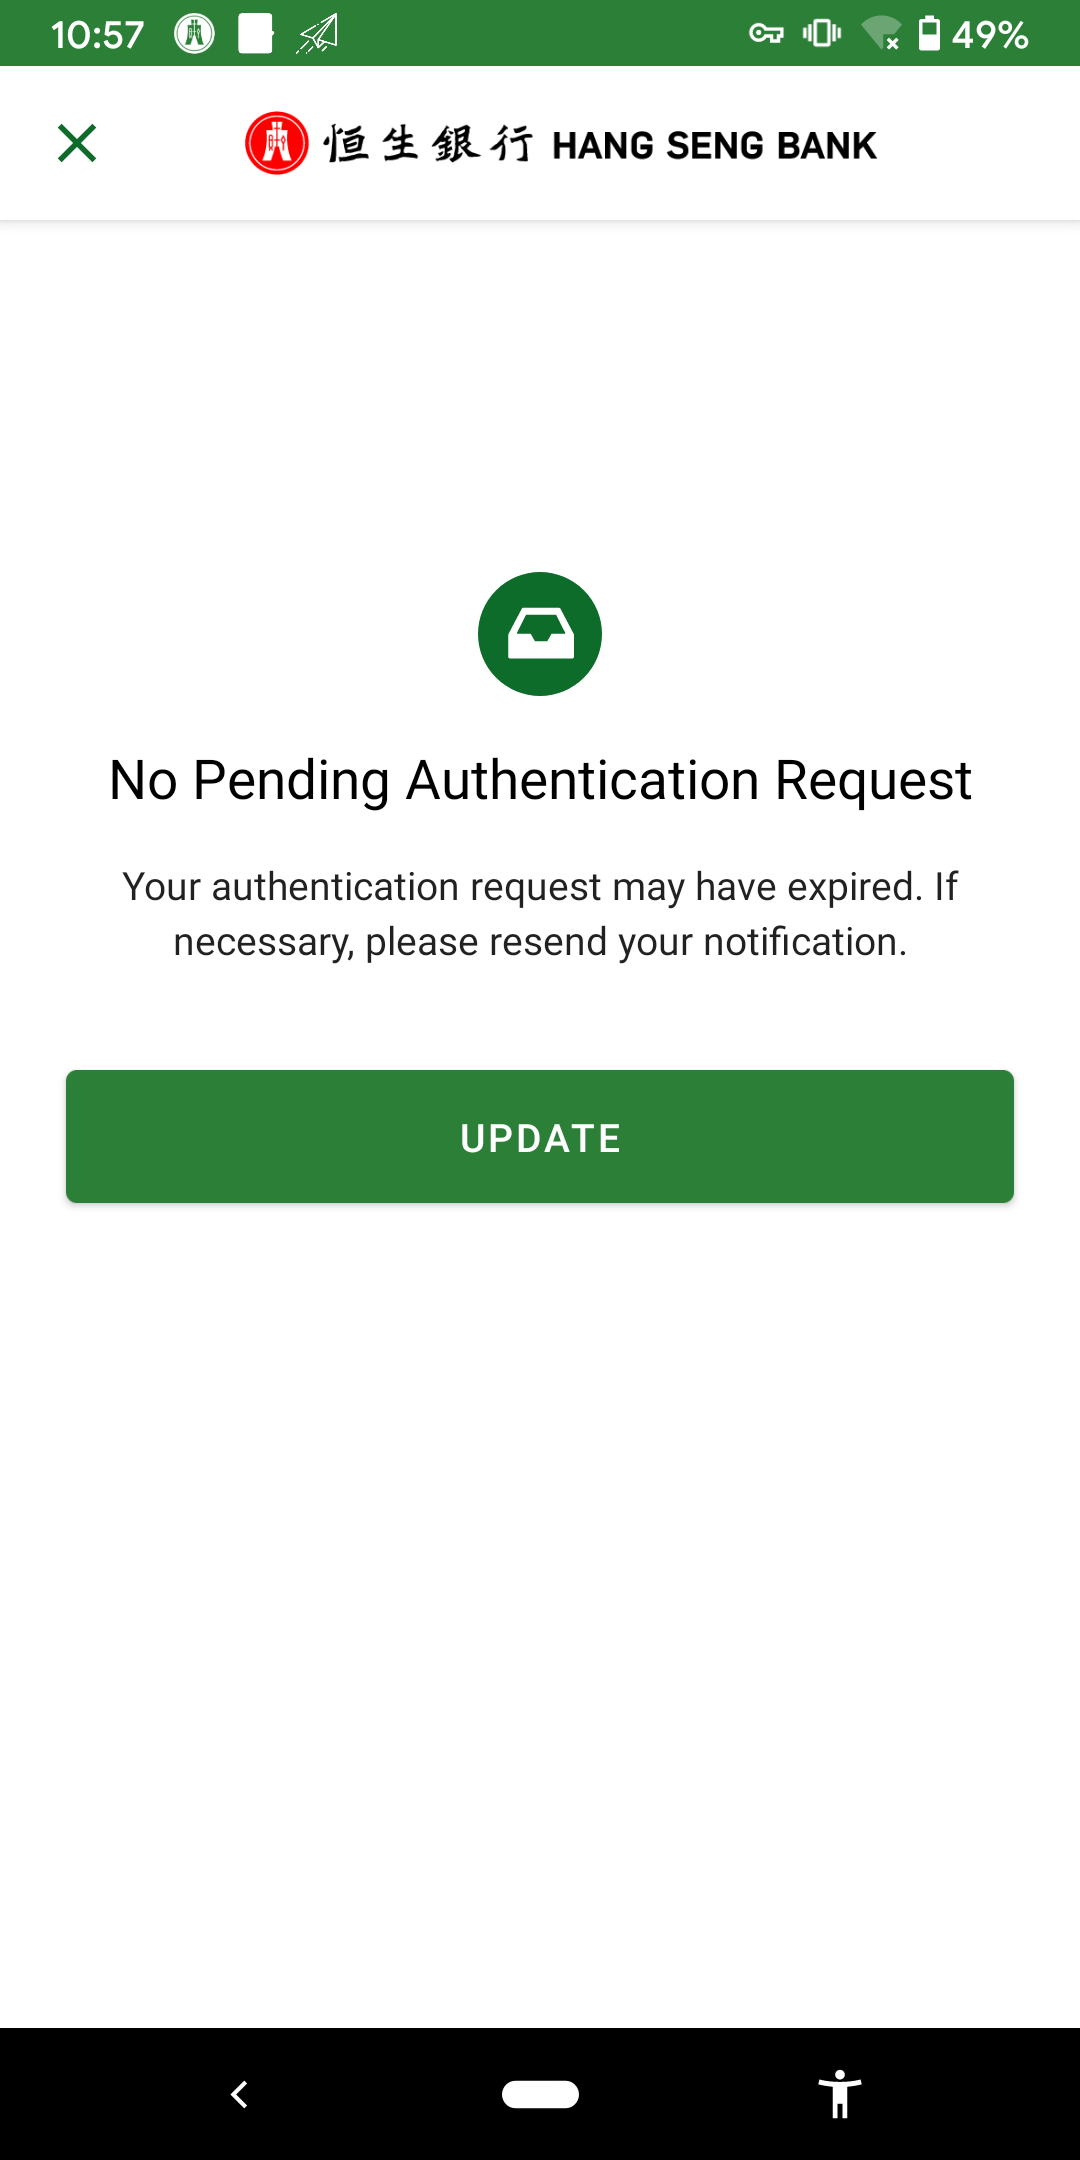 10:57 49%
恒生銀行 HANG SENG BANK
No Pending Authentication Request
Your authentication request may have expired. If
necessary, please resend your notification.
UPDATE